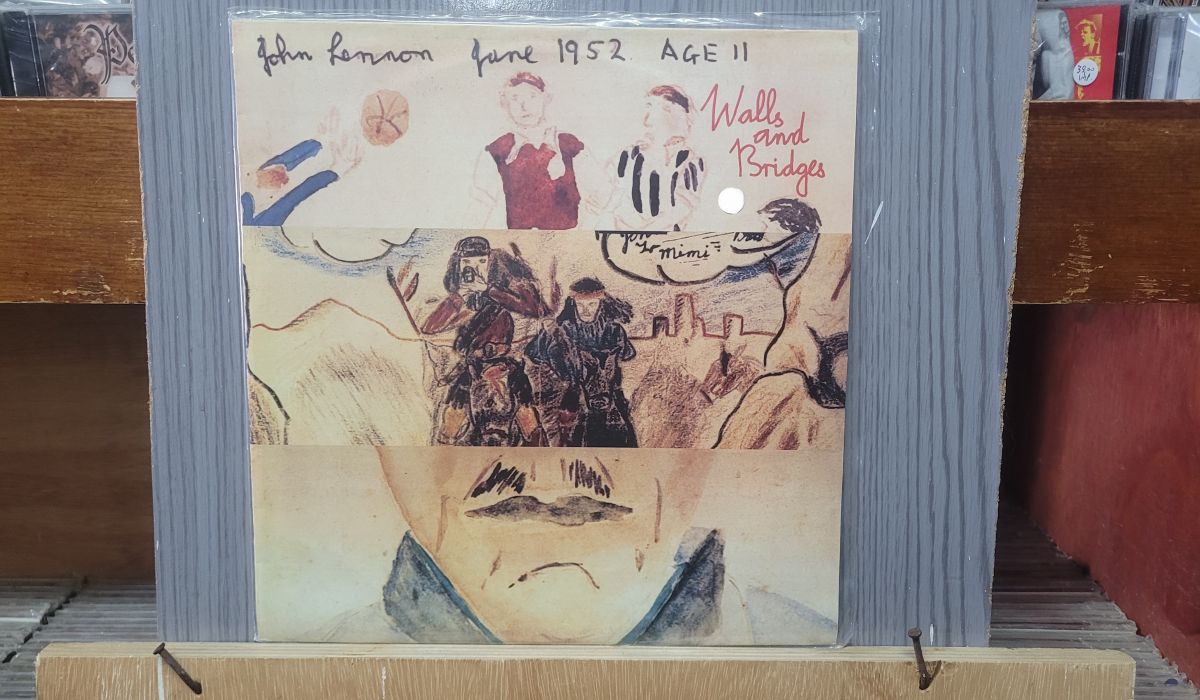 John Lennon June 1952. AGE 11
Walls
and
Bridges
Mimi